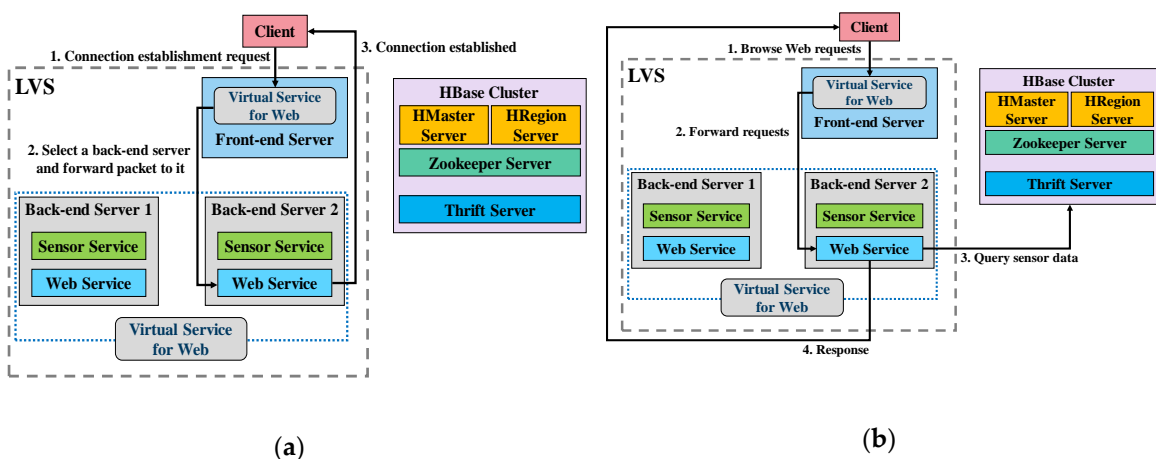 Client
1. Connection establishment request
3. Connection established
LVS
Virtual Service
for Web
Front-end Server
2. Select a back-end server
and forward packet to it
Back-end Server 1
Sensor Service
Web Service
Back-end Server 2
Sensor Service
Web Service
Virtual Service
for Web
HBase Cluster
HMaster
Server
HRegion
Server
Zookeeper Server
Thrift Server
(a)
Client
1. Browse Web requests
LVS
Virtual Service
for Web
Front-end Server
2. Forward requests
Back-end Server 1
Sensor Service
Web Service
Back-end Server 2
Sensor Service
Web Service
Virtual Service
for Web
3. Query sensor data
4. Response
HBase Cluster
HMaster
Server
HRegion
Server
Zookeeper Server
Thrift Server
(b)